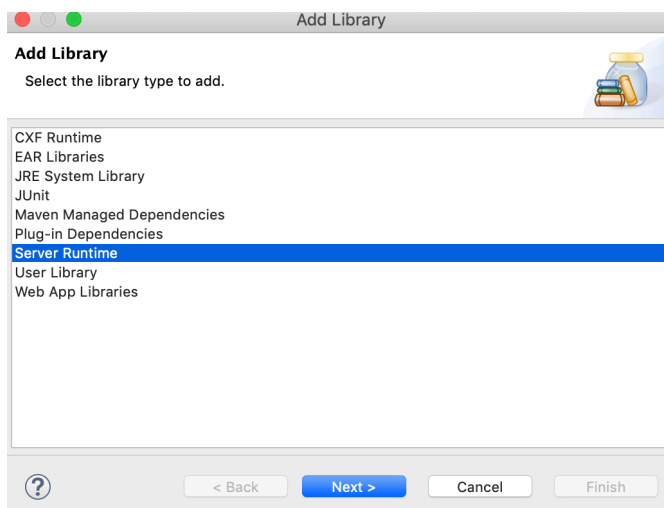 Add Library
Add Library
Select the library type to add.
CXF Runtime
EAR Libraries
JRE System Library
JUnit
Maven Managed Dependencies
Plug-in Dependencies
Server Runtime
User Library
Web App Libraries
? < Back Next > Cancel Finish